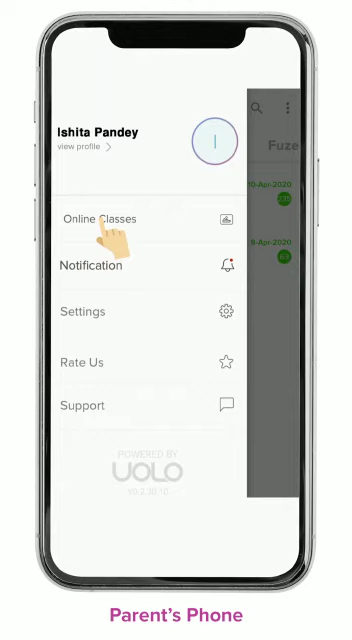 Ishita Pandey
view profile
I
Fuze
10-Apr-2020
Online Classes
9-Apr-2020
Notification
Settings
Rate Us
Support
POWERED BY
UOLO
Parent's Phone